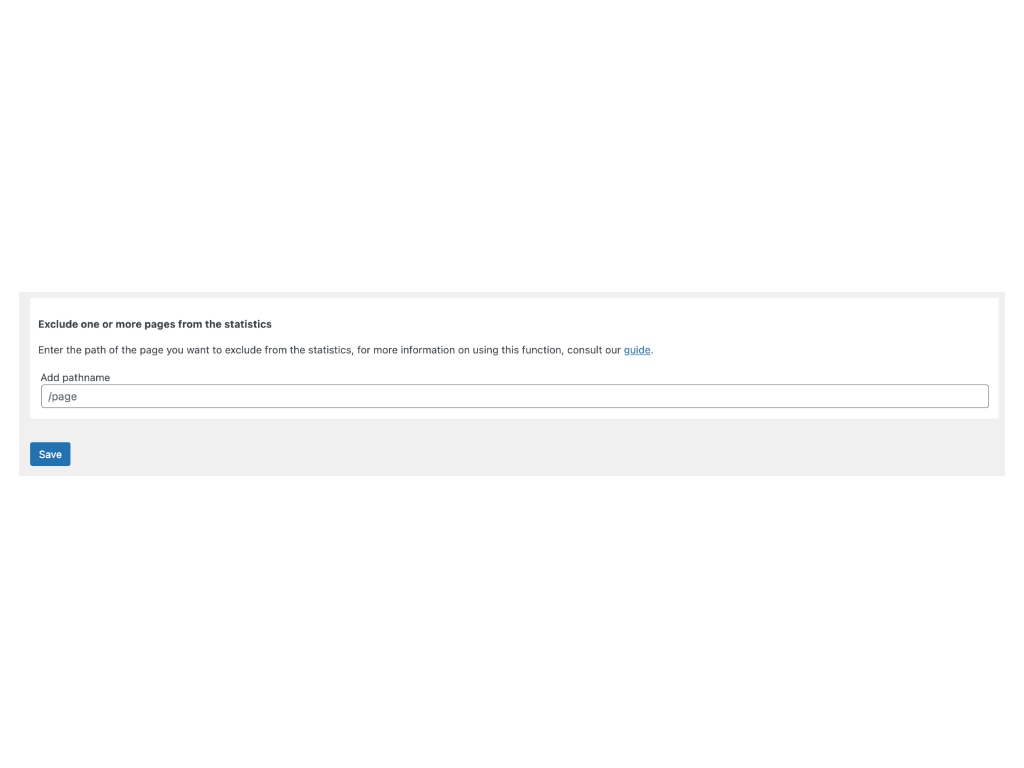 Exclude one or more pages from the statistics
Enter the path of the page you want to exclude from the statistics, for more information on using this function, consult our guide.
Add pathname
/page
Save